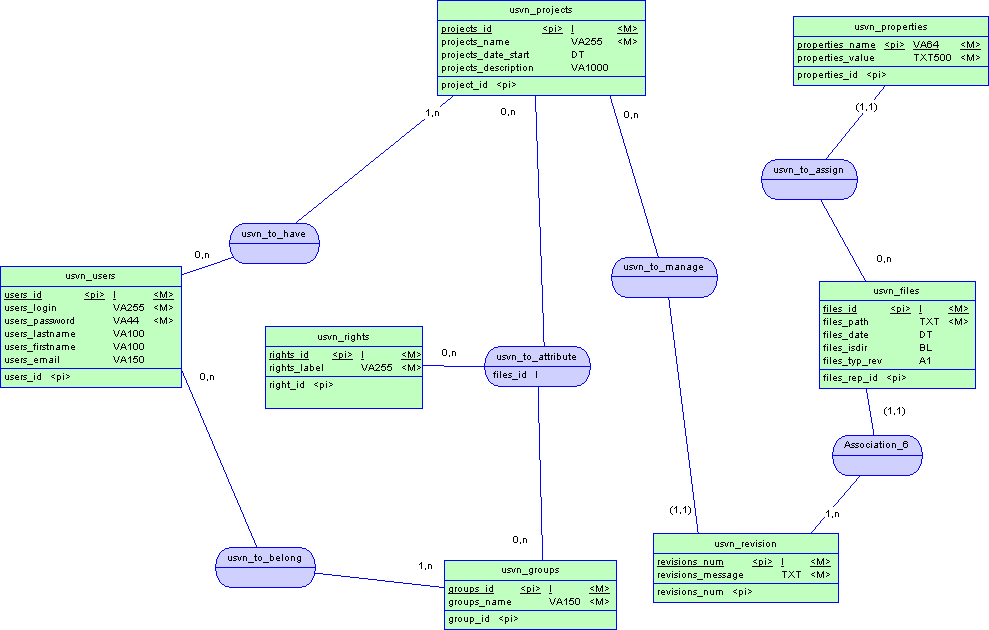 usvn_projects
projects_id <pi> I <M>
projects_name VA255 <M>
projects_date_start DT
projects_description VA1000
project_id <pi>
usvn_properties
properties_name <pi> VA64 <M>
properties_value TXT500 <M>
properties_id <pi>
1,n
0,n
0,n
(1,1)
usvn_to_assign
usvn_to_have
0,n
0,n
usvn_to_manage
usvn_users
users_id <pi> I <M>
users_login VA255 <M>
users_password VA44 <M>
users_lastname VA100
users_firstname VA100
users_email VA150
users_id <pi>
usvn_files
files_id <pi> I <M>
files_path TXT <M>
files_date DT
files_isdir BL
files_typ_rev A1
files_rep_id <pi>
usvn_rights
rights_id <pi> I <M>
rights_label VA255 <M>
right_id <pi>
0,n
usvn_to_attribute
files_id I
0,n
(1,1)
Association_6
(1,1)
1,n
0,n
usvn_revision
revisions_num <pi> I <M>
revisions_message TXT <M>
revisions_num <pi>
usvn_to_belong
1,n
usvn_groups
groups_id <pi> I <M>
groups_name VA150 <M>
group_id <pi>